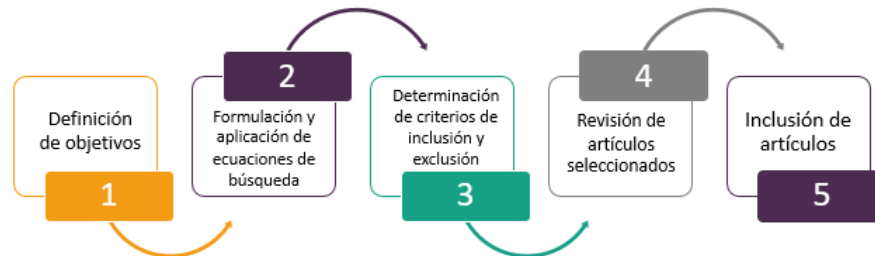 Definición
de objetivos
1
2
Formulación y
aplicación de
ecuaciones de
búsqueda
Determinación
de criterios de
inclusión y
exclusión
3
4
Revisión de
artículos
seleccionados
Inclusión de
artículos
5